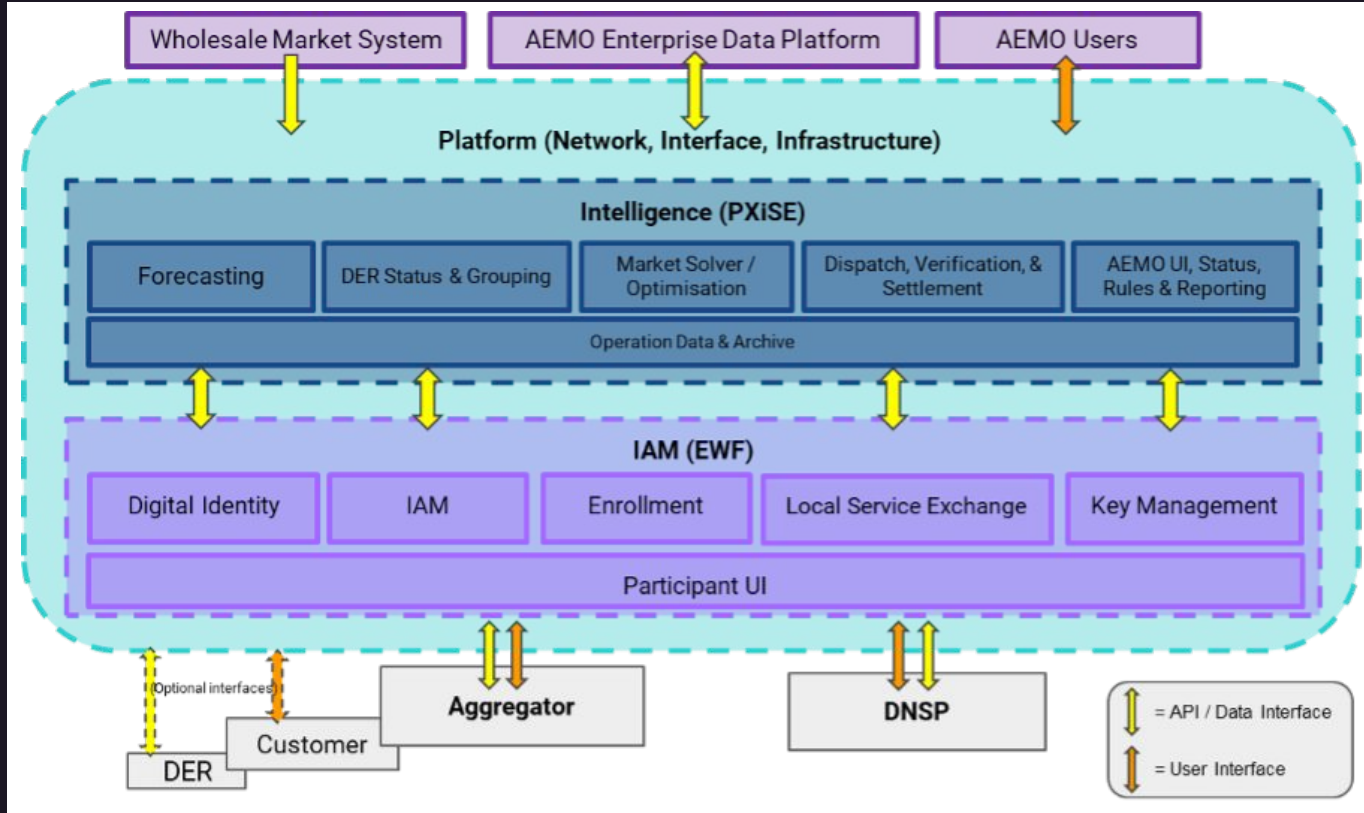 Wholesale Market System
AEMO Enterprise Data Platform
AEMO Users
Platform (Network, Interface, Infrastructure)
Intelligence (PXiSE)
Forecasting
DER Status & Grouping
Market Solver /
Optimisation
Dispatch, Verification, &
Settlement
AEMO UI, Status,
Rules & Reporting
Operation Data & Archive
IAM (EWF)
Digital Identity
IAM
Enrollment
Local Service Exchange
Key Management
Participant UI
(Optional interfaces)
Aggregator
DNSP
Customer
DER
= API / Data Interface
= User Interface